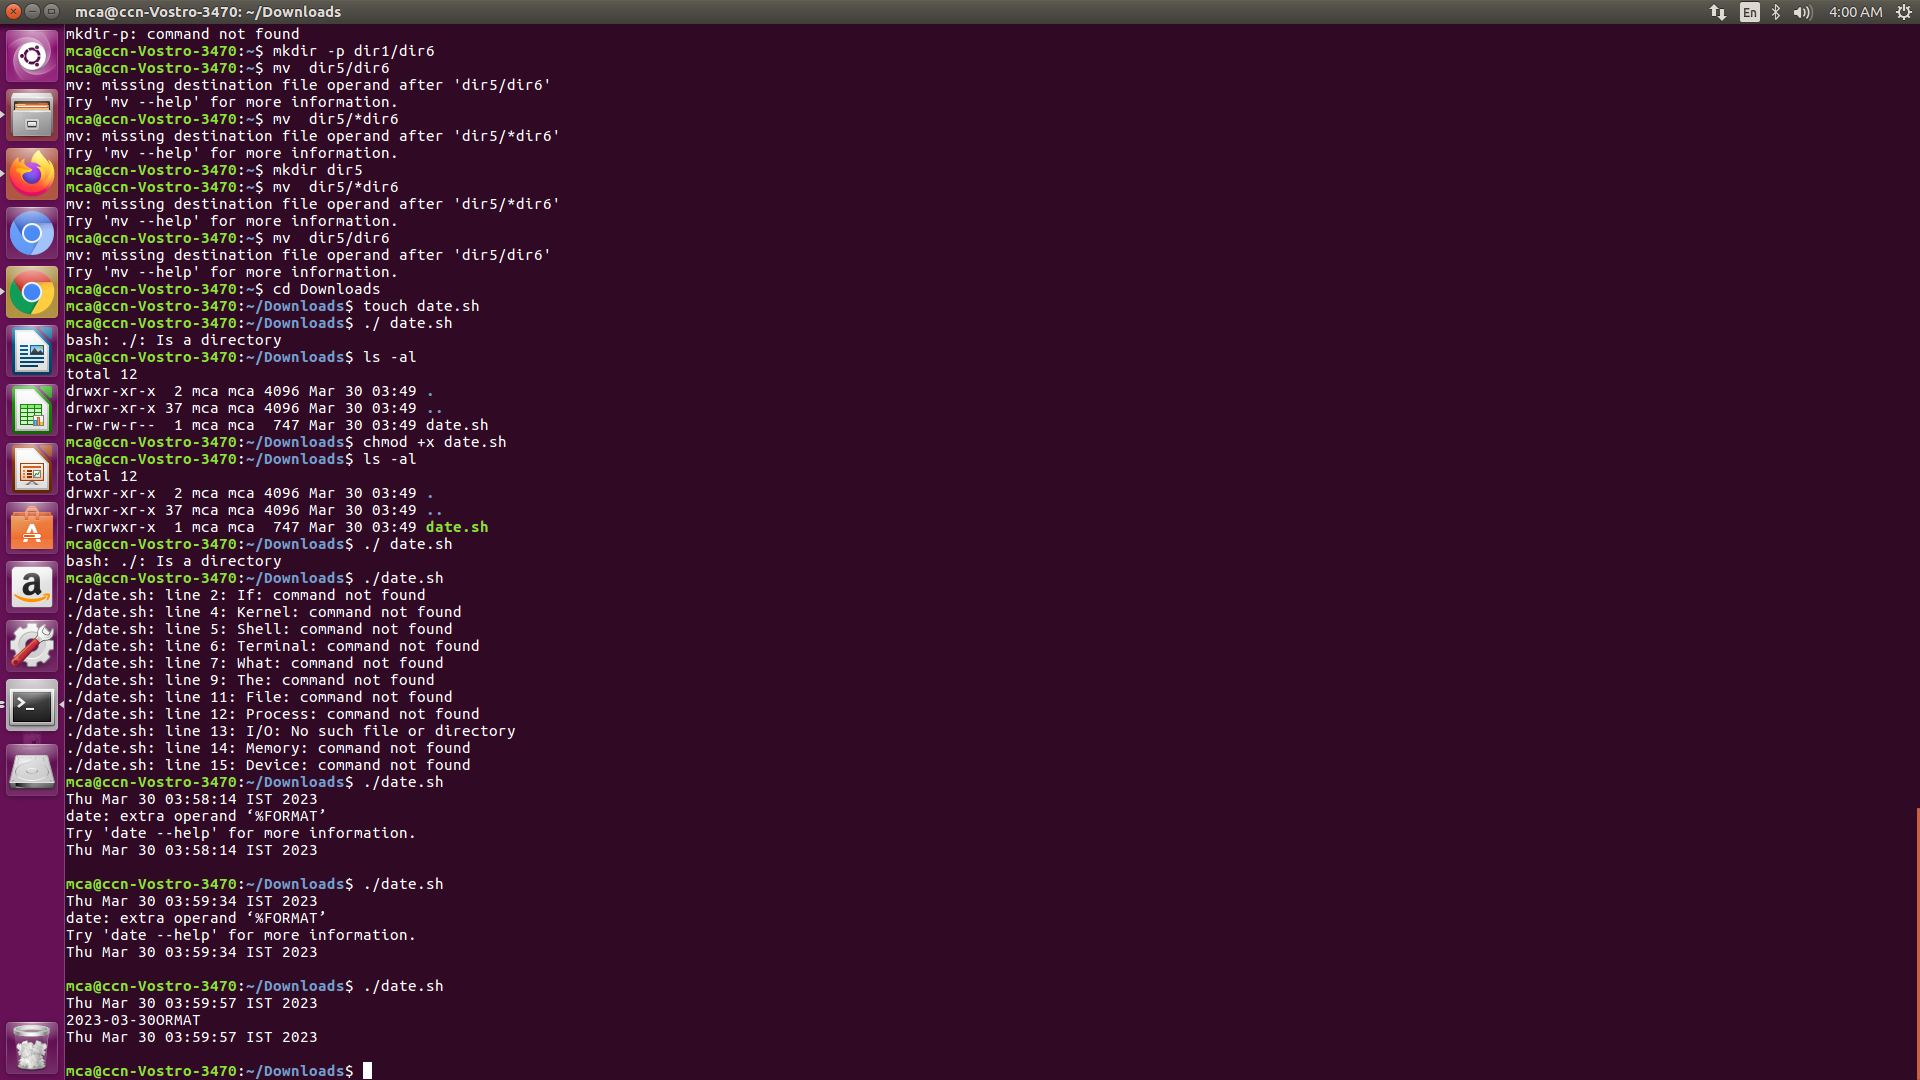 mca@ccn-Vostro-3470: ~/Downloads
En
4:00 AM
mkdir-p: command not found
mca@ccn-Vostro-3470:~$ mkdir -p dir1/dir6
mca@ccn-Vostro-3470:~$ mv  dir5/dir6
mv: missing destination file operand after 'dir5/dir6'
Try 'mv --help' for more information.
mca@ccn-Vostro-3470:~$ mv  dir5/*dir6
mv: missing destination file operand after 'dir5/*dir6'
Try 'mv --help' for more information.
mca@ccn-Vostro-3470:~$ mkdir dir5
mca@ccn-Vostro-3470:~$ mv  dir5/*dir6
mv: missing destination file operand after 'dir5/*dir6'
Try 'mv --help' for more information.
mca@ccn-Vostro-3470:~$ mv  dir5/dir6
mv: missing destination file operand after 'dir5/dir6'
Try 'mv --help' for more information.
mca@ccn-Vostro-3470:~$ cd Downloads
mca@ccn-Vostro-3470:~/Downloads$ touch date.sh
mca@ccn-Vostro-3470:~/Downloads$ ./ date.sh
bash: ./: Is a directory
mca@ccn-Vostro-3470:~/Downloads$ ls -al
total 12
drwxr-xr-x  2 mca mca 4096 Mar 30 03:49 .
drwxr-xr-x 37 mca mca 4096 Mar 30 03:49 ..
-rw-rw-r--  1 mca mca  747 Mar 30 03:49 date.sh
mca@ccn-Vostro-3470:~/Downloads$ chmod +x date.sh
mca@ccn-Vostro-3470:~/Downloads$ ls -al
total 12
drwxr-xr-x  2 mca mca 4096 Mar 30 03:49 .
drwxr-xr-x 37 mca mca 4096 Mar 30 03:49 ..
-rwxrwxr-x  1 mca mca  747 Mar 30 03:49 date.sh
mca@ccn-Vostro-3470:~/Downloads$ ./ date.sh
bash: ./: Is a directory
mca@ccn-Vostro-3470:~/Downloads$ ./date.sh
./date.sh: line 2: If: command not found
./date.sh: line 4: Kernel: command not found
./date.sh: line 5: Shell: command not found
./date.sh: line 6: Terminal: command not found
./date.sh: line 7: What: command not found
./date.sh: line 9: The: command not found
./date.sh: line 11: File: command not found
./date.sh: line 12: Process: command not found
./date.sh: line 13: I/O: No such file or directory
./date.sh: line 14: Memory: command not found
./date.sh: line 15: Device: command not found
mca@ccn-Vostro-3470:~/Downloads$ ./date.sh
Thu Mar 30 03:58:14 IST 2023
date: extra operand ‘%FORMAT’
Try 'date --help' for more information.
Thu Mar 30 03:58:14 IST 2023
mca@ccn-Vostro-3470:~/Downloads$ ./date.sh
Thu Mar 30 03:59:34 IST 2023
date: extra operand ‘%FORMAT’
Try 'date --help' for more information.
Thu Mar 30 03:59:34 IST 2023
mca@ccn-Vostro-3470:~/Downloads$ ./date.sh
Thu Mar 30 03:59:57 IST 2023
2023-03-30ORMAT
Thu Mar 30 03:59:57 IST 2023
mca@ccn-Vostro-3470:~/Downloads$